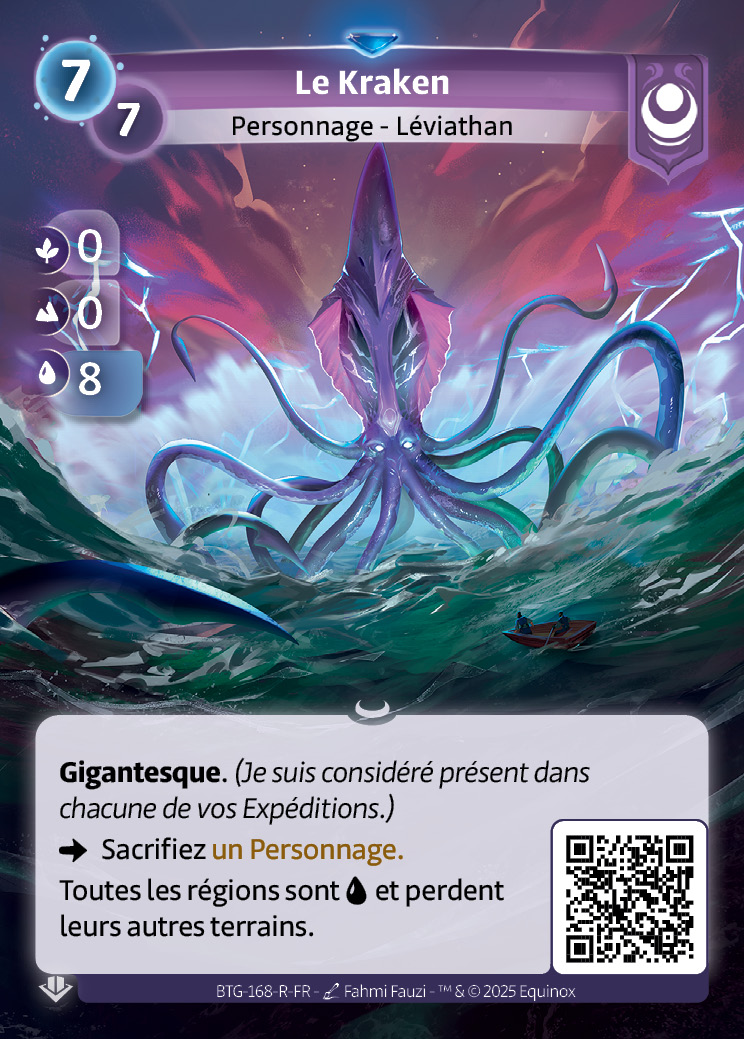 7
Le Kraken
7
Personnage - Léviathan
0
0
8
Gigantesque. (Je suis considéré présent dans
chacune de vos Expéditions.)
Sacrifiez un Personnage.
Toutes les régions sont et perdent
leurs autres terrains.
BTG-168-R-FR - Fahmi Fauzi - ™ & © 2025 Equinox